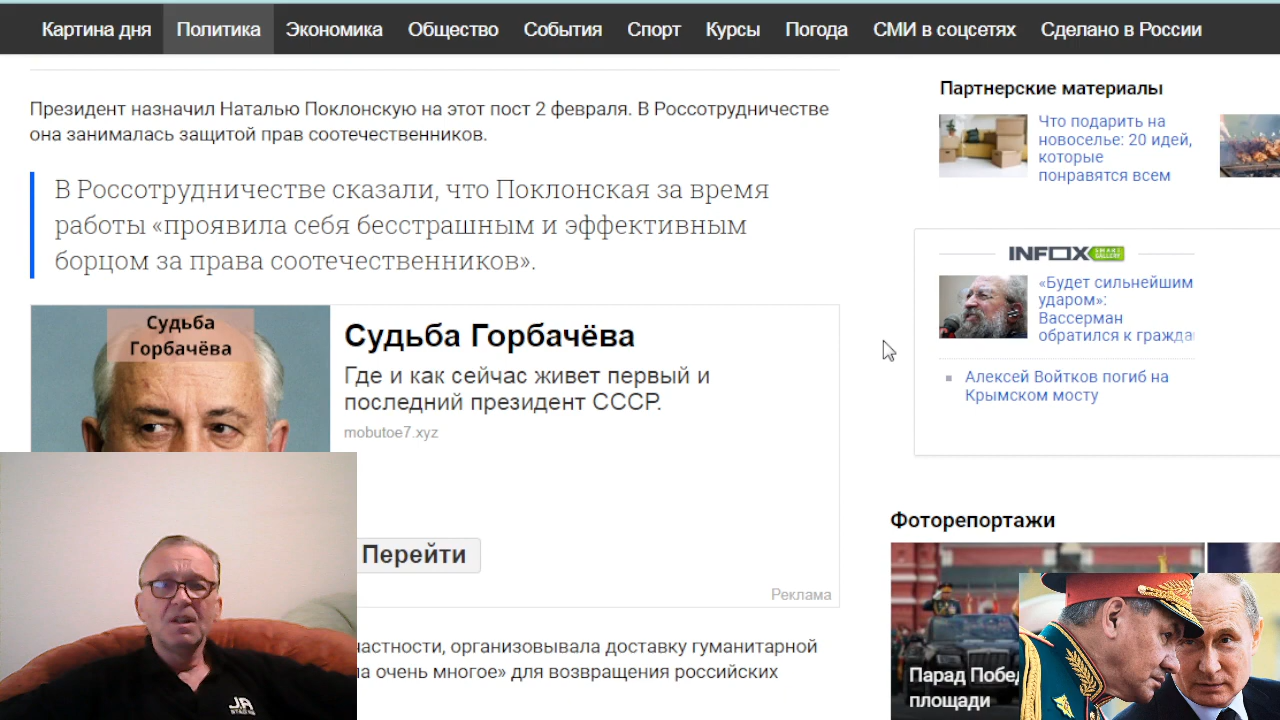 Картина дня Политика Экономика Общество События Спорт Курсы Погода СМИ в соцсетях Сделано в России
Президент назначил Наталью Поклонскую на этот пост 2 февраля. В Россотрудничестве
она занималась защитой прав соотечественников.
В Россотрудничестве сказали, что Поклонская за время
работы «проявила себя бесстрашным и эффективным
борцом за права соотечественников».
Судьба
Горбачёва
Судьба Горбачёва
Где и как сейчас живет первый и
последний президент СССР.
mobutoe7.xyz
Перейти
Реклама
частности, организовывала доставку гуманитарной
очень многое» для возвращения российских
JA
Партнерские материалы
Что подарить на
новоселье: 20 идей,
которые
понравятся всем
INFOX SMART GALLERY
«Будет сильнейшим
ударом»:
Вассерман
обратился к гражда
Алексей Войтков погиб на
Крымском мосту
Фоторепортажи
Парад Побед
площади